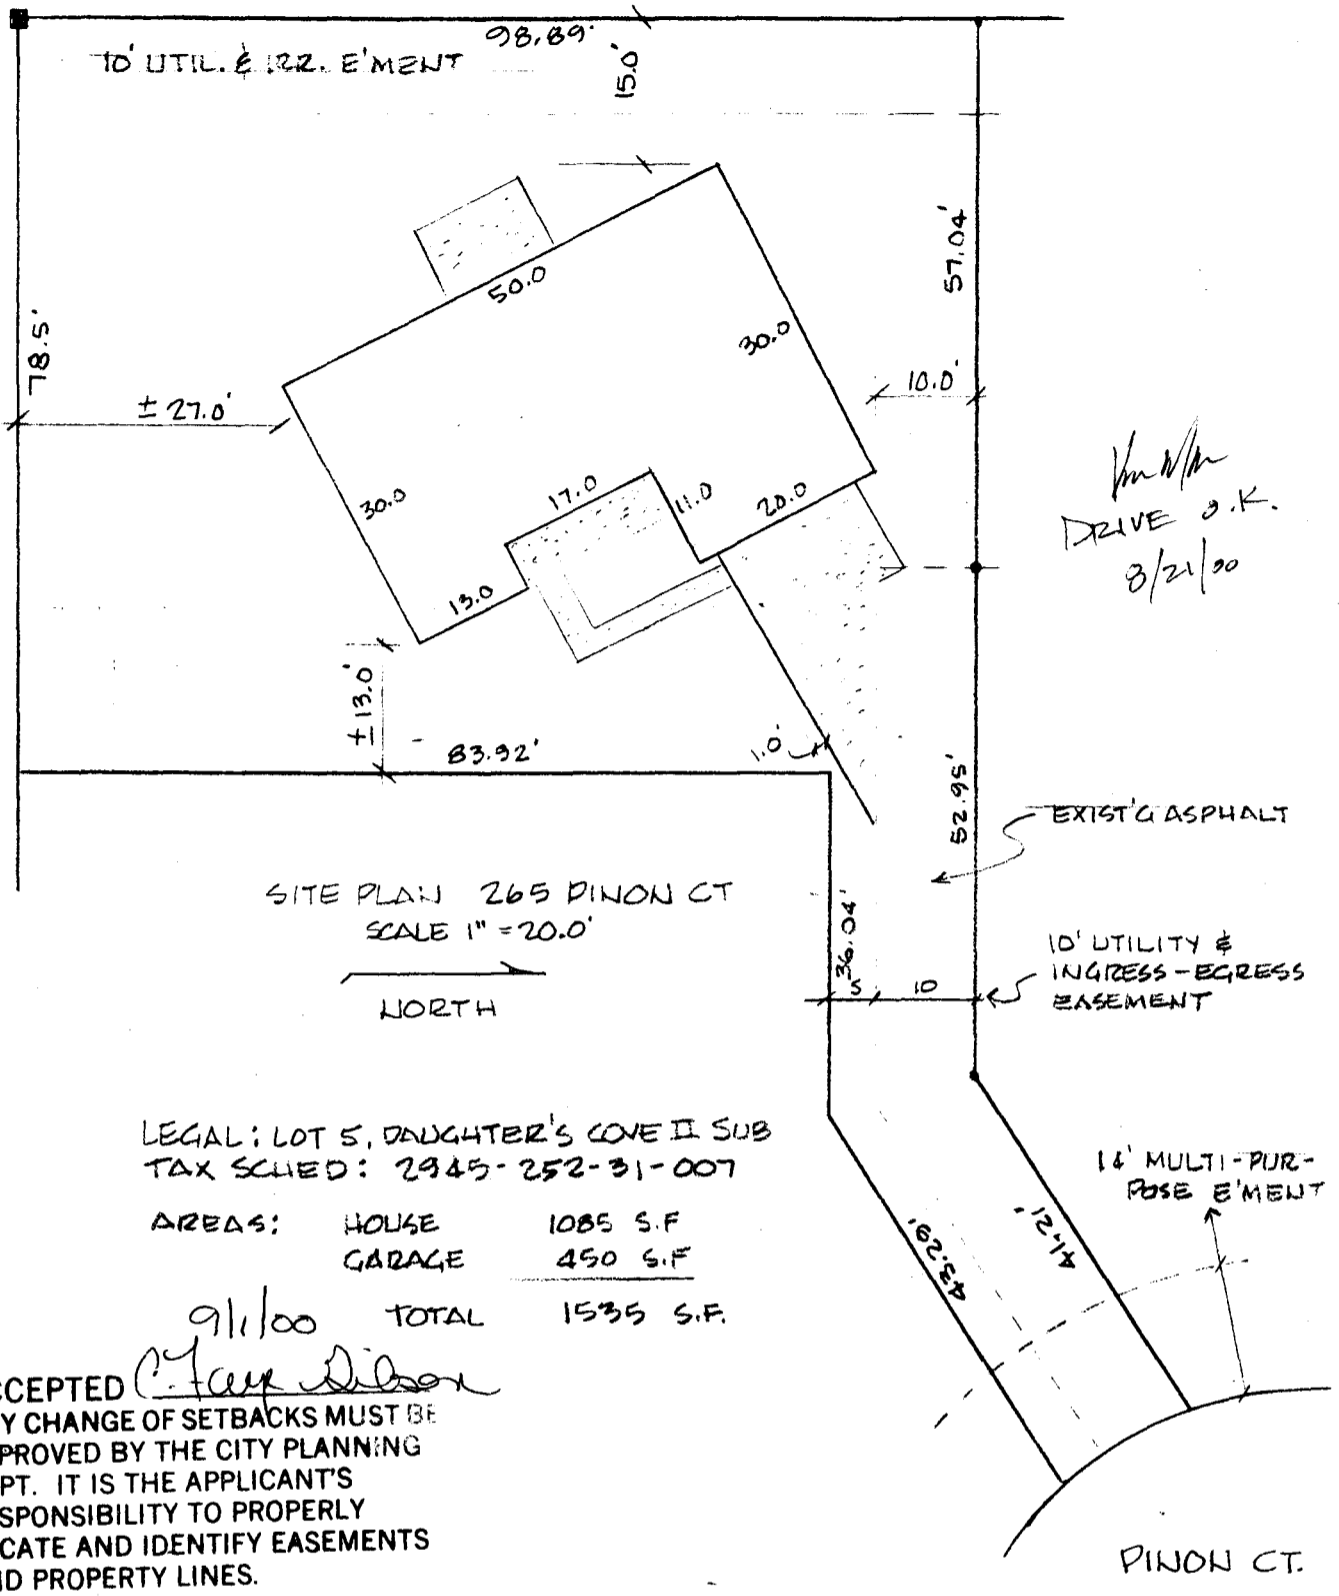 98.89'
10' UTIL. & IRR. E'MENT
15.0'
78.5'
57.04'
50.0
30.0
10.0'
± 27.0'
30.0
17.0
11.0
20.0
DRIVE O.K.
8/21/00
13.0
± 13.0'
83.92'
1.0'
52.95'
EXIST'G ASPHALT
SITE PLAN 265 PINON CT
SCALE 1" = 20.0'
NORTH
36.04'
5
10
10' UTILITY &
INGRESS-EGRESS
EASEMENT
LEGAL: LOT 5, DAUGHTER'S COVE II SUB
TAX SCHED: 2945-252-31-007
AREAS: HOUSE 1085 S.F
GARAGE 450 S.F
TOTAL 1535 S.F.
14' MULTI-PUR-
POSE E'MENT
43.29'
41.21'
9/1/00
CCEPTED C. Faye Gibson
Y CHANGE OF SETBACKS MUST BE
PROVED BY THE CITY PLANNING
PT. IT IS THE APPLICANT'S
SPONSIBILITY TO PROPERLY
CATE AND IDENTIFY EASEMENTS
ID PROPERTY LINES.
PINON CT.